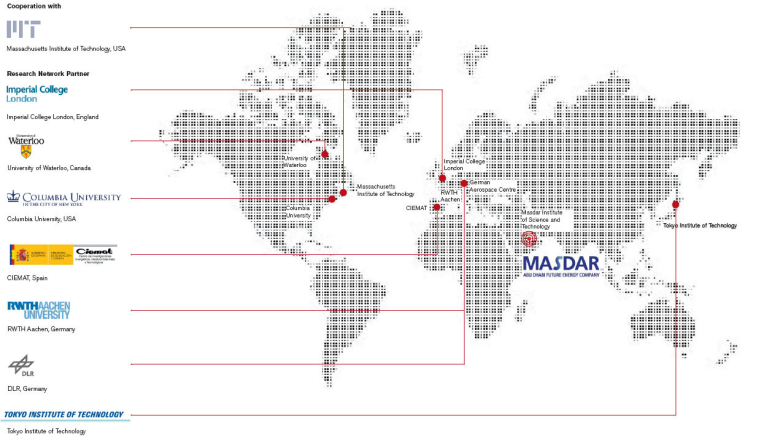 Cooperation with
MIT
Massachusetts Institute of Technology, USA
Research Network Partner
Imperial College
London
Imperial College London, England
Waterloo
University of Waterloo, Canada
COLUMBIA UNIVERSITY
IN THE CITY OF NEW YORK
Columbia University, USA
Ciemat
CIEMAT, Spain
RWTHAACHEN
UNIVERSITY
RWTH Aachen, Germany
DLR
DLR, Germany
TOKYO INSTITUTE OF TECHNOLOGY
Tokyo Institute of Technology
University of
Waterloo
Massachusetts
Institute of Technology
Columbia
University
Imperial College
London
German
Aerospace Centre
RWTH
Aachen
CIEMAT
Masdar Institute
of Science and
Technology
MASDAR
ABU DHABI FUTURE ENERGY COMPANY
Tokyo Institute of Technology